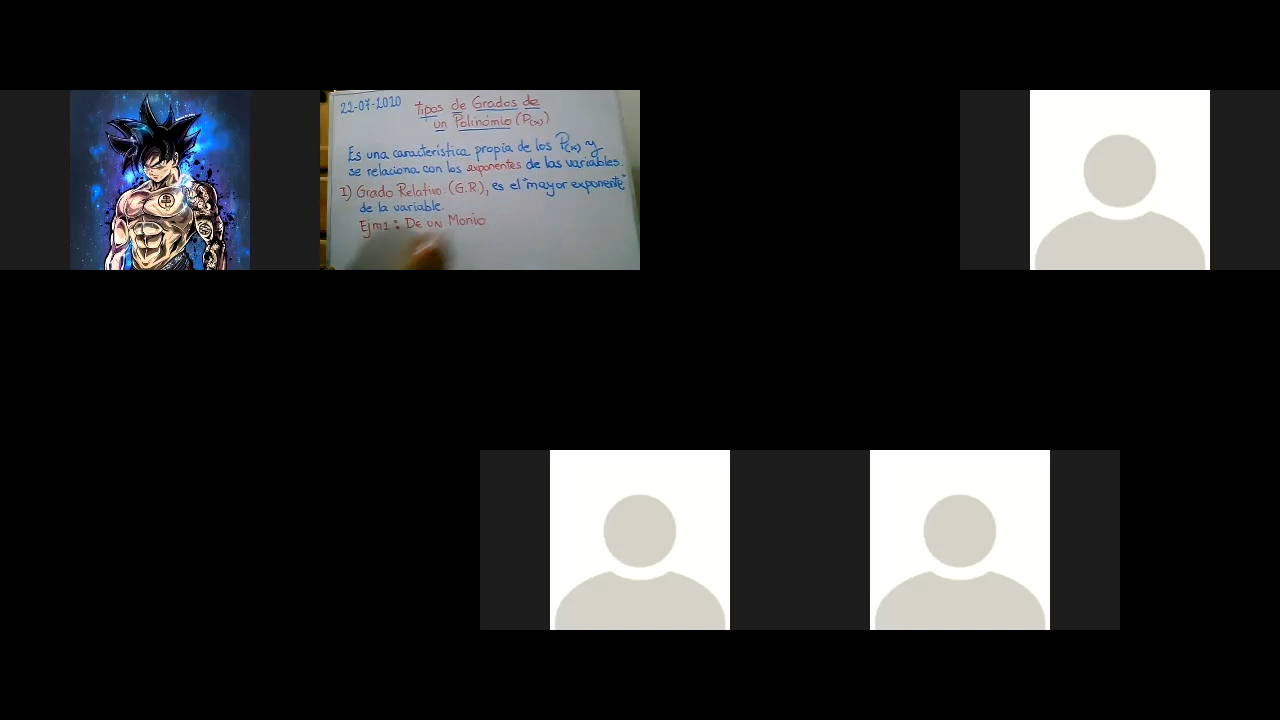 22-07-2020
Tipos de Grados de
un Polinómio (P(x))
Es una característica propia de los P(x) y
se relaciona con los exponentes de las variables.
1) Grado Relativo: (G.R.), es el "mayor exponente"
de la variable.
Ejm1: De un Monio